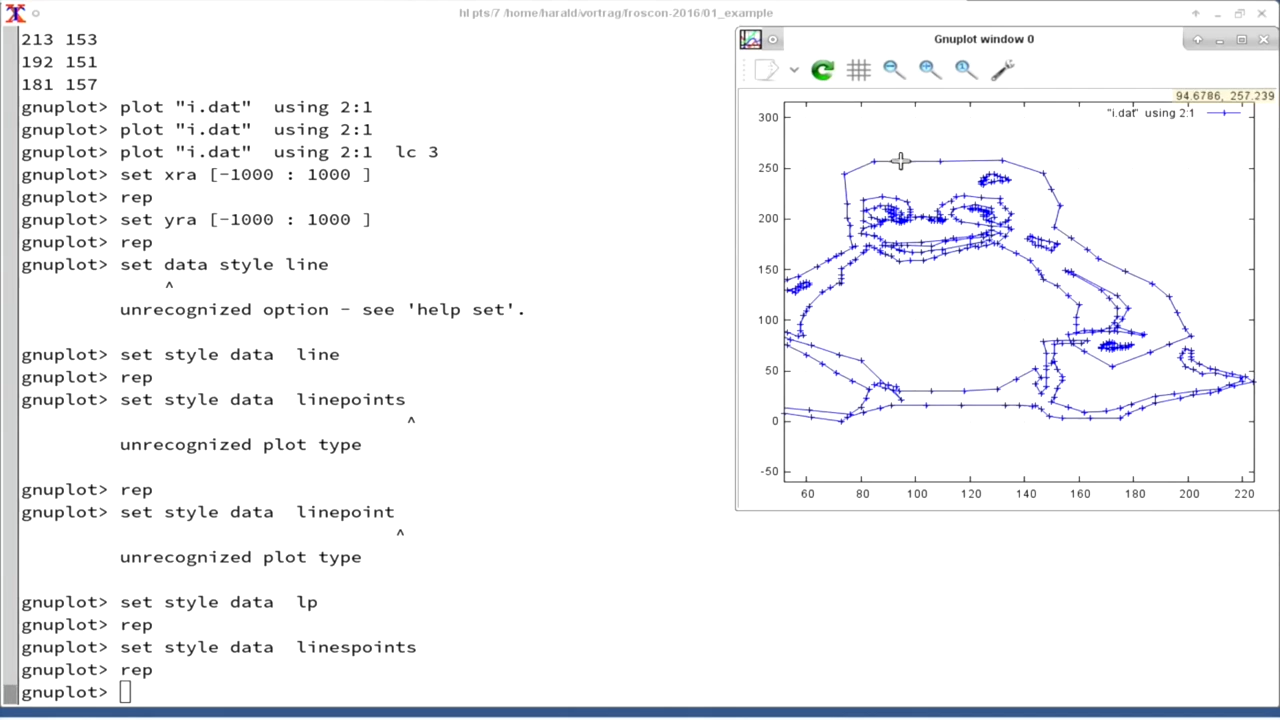 hl pts/7 /home/harald/vortrag/froscon-2016/01_example
213 153
192 151
181 157
gnuplot> plot "i.dat"  using 2:1
gnuplot> plot "i.dat"  using 2:1
gnuplot> plot "i.dat"  using 2:1  lc 3
gnuplot> set xra [-1000 : 1000 ]
gnuplot> rep
gnuplot> set yra [-1000 : 1000 ]
gnuplot> rep
gnuplot> set data style line
^
unrecognized option - see 'help set'.
gnuplot> set style data  line
gnuplot> rep
gnuplot> set style data  linepoints
^
unrecognized plot type
gnuplot> rep
gnuplot> set style data  linepoint
^
unrecognized plot type
gnuplot> set style data  lp
gnuplot> rep
gnuplot> set style data  linespoints
gnuplot> rep
gnuplot>
Gnuplot window 0
94.6786, 257.239
"i.dat" using 2:1
300
250
200
150
100
50
0
-50
60 80 100 120 140 160 180 200 220